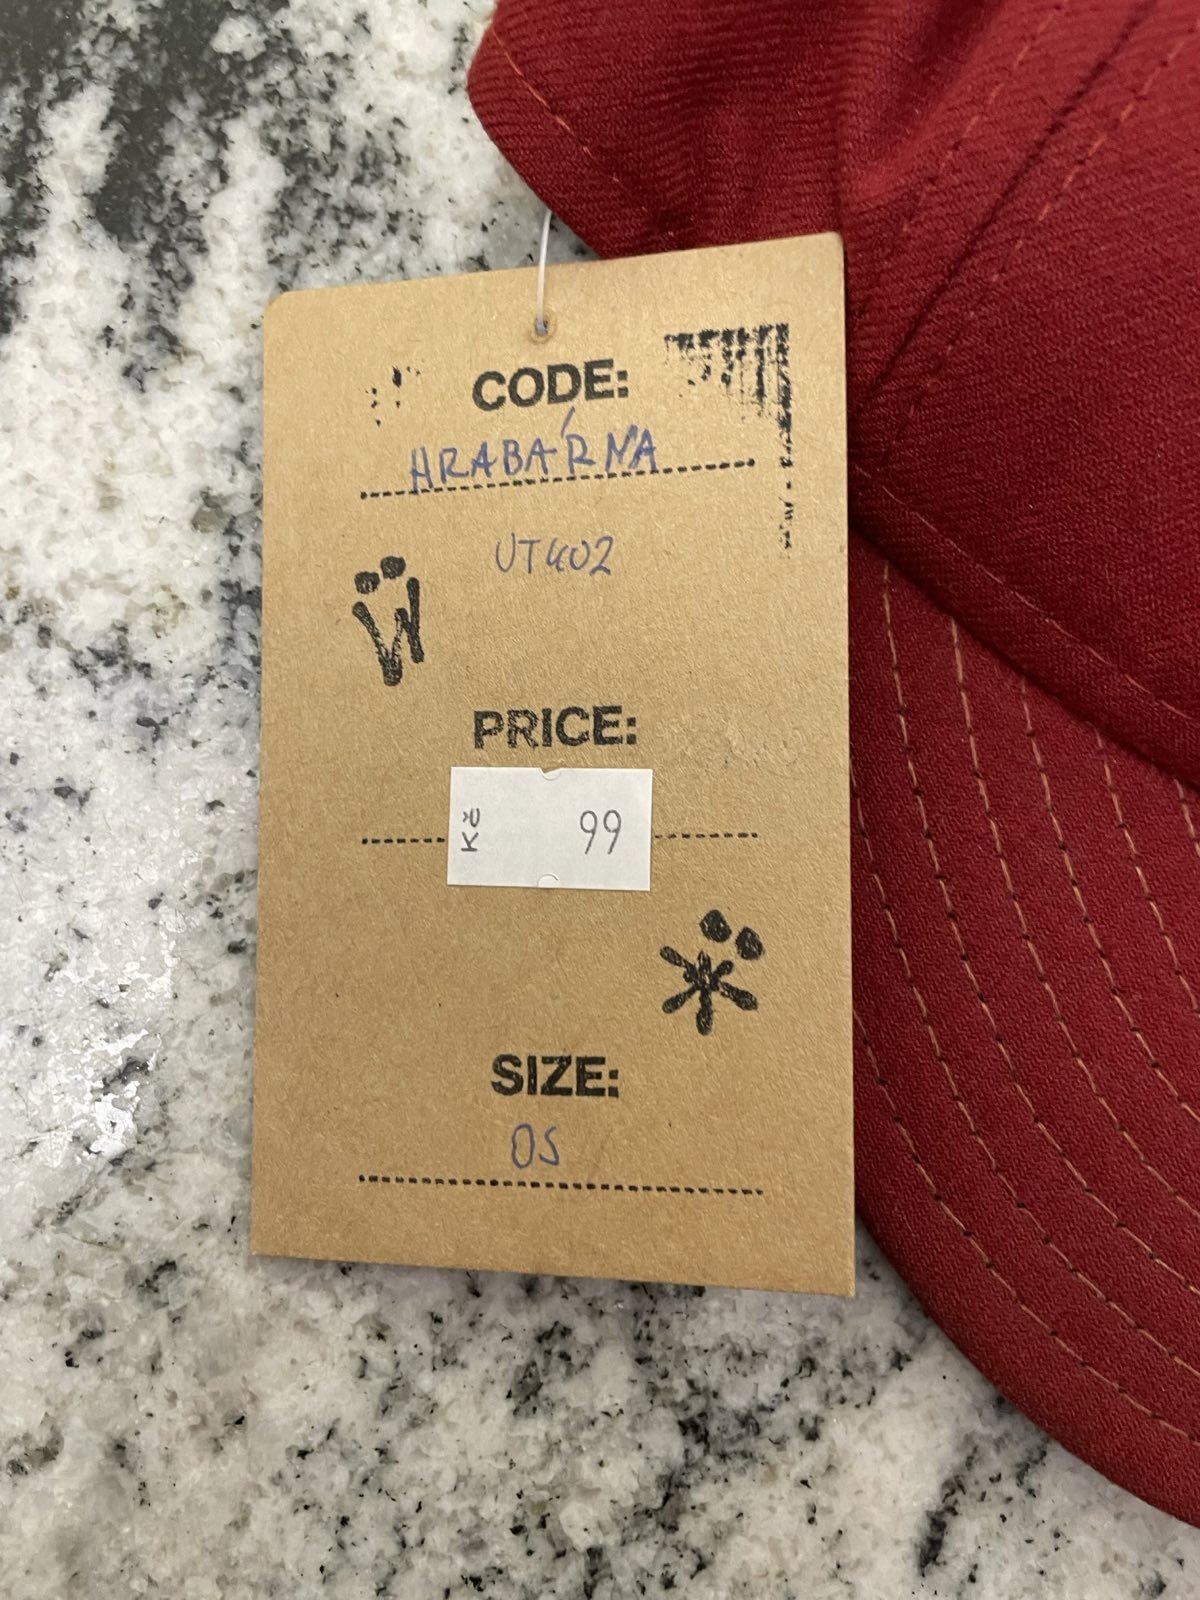 CODE:
HRABÁRNA
UT402
PRICE:
Kč 99
SIZE:
OS